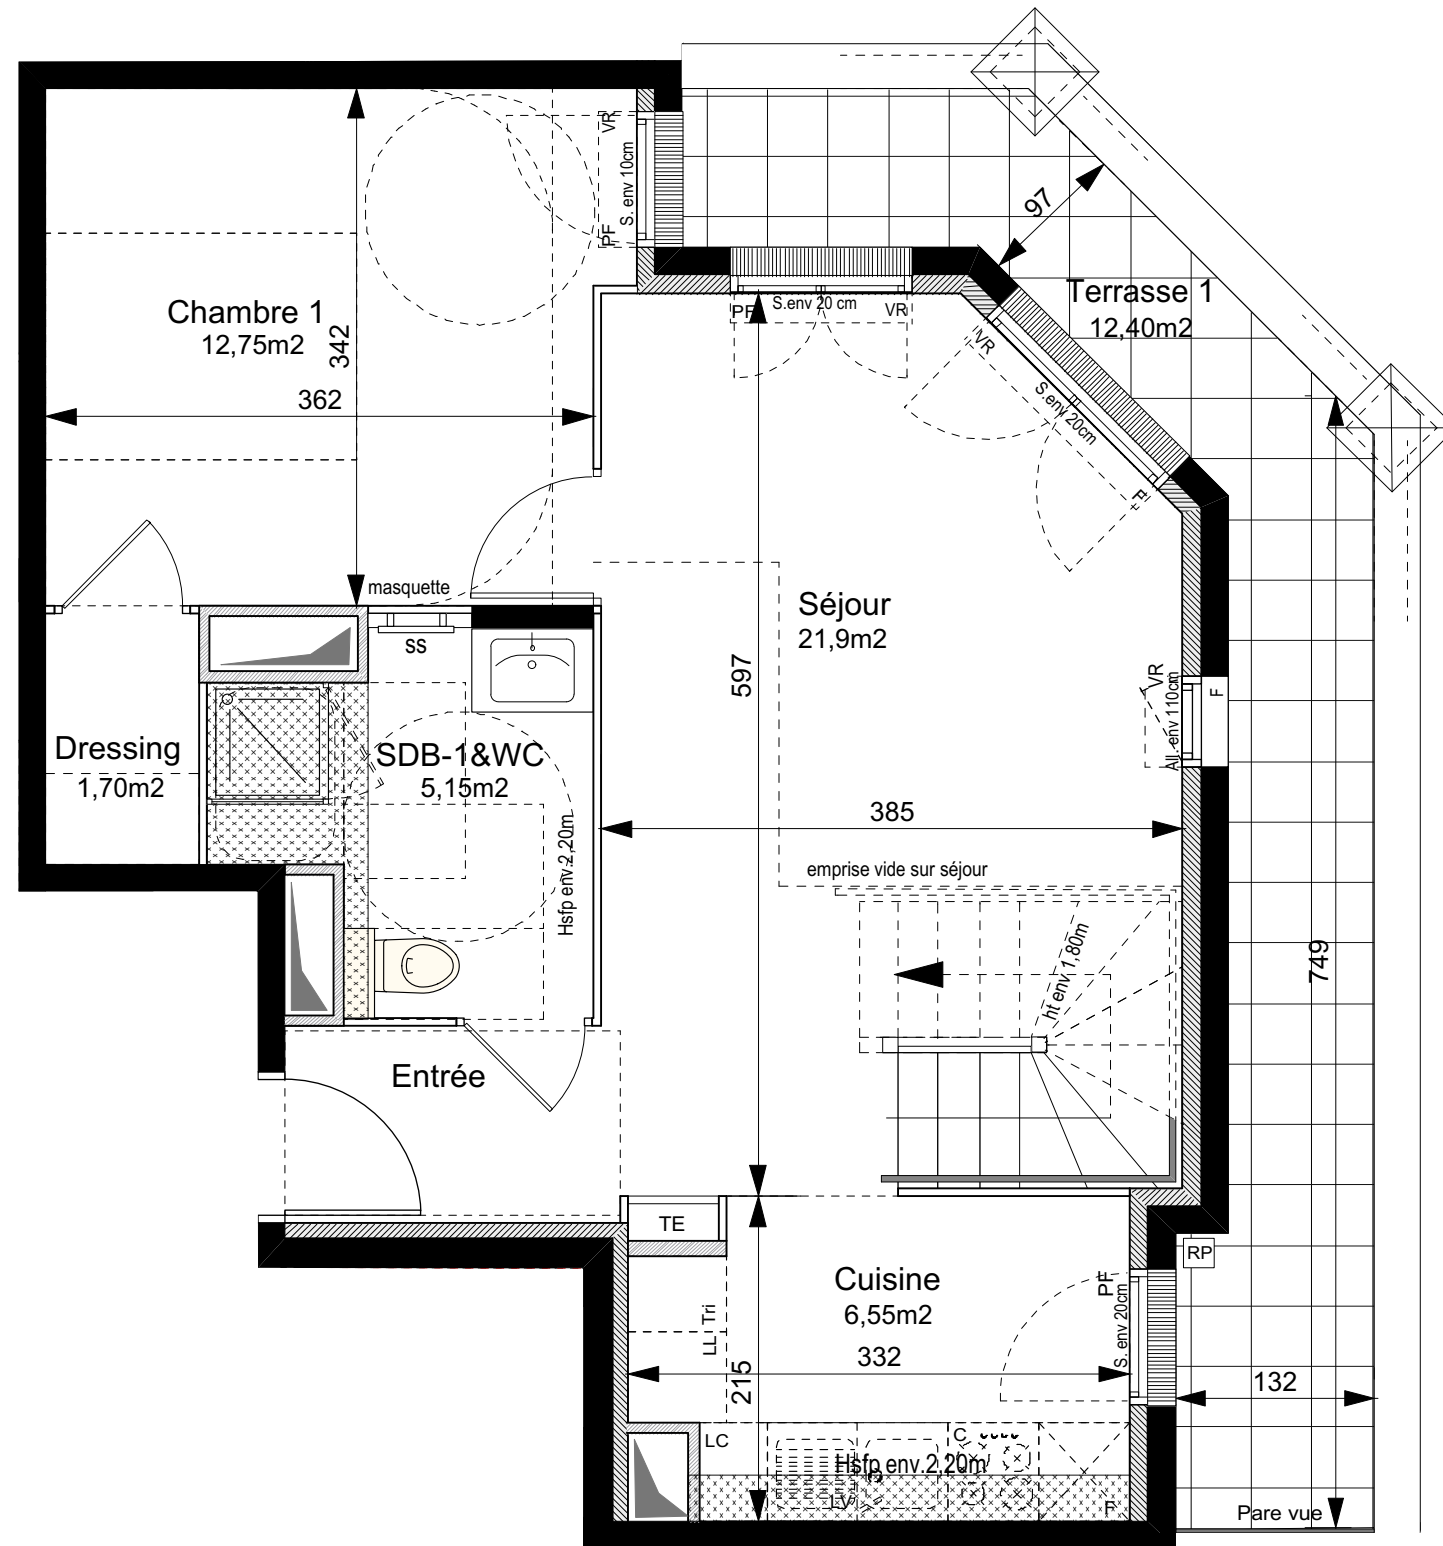 VR
S. env 10cm
PF
97
Terrasse 1
12,40m2
Chambre 1
12,75m2
342
362
PF
S.env 20 cm
VR
VR
S.env 20cm
masquette
SS
Séjour
21,9m2
597
VR
F
All. env 110cm
Dressing
1,70m2
SDB-1&WC
5,15m2
Hsfp env.2,20m
385
emprise vide sur séjour
ht env 1,80m
749
Entrée
TE
RP
Cuisine
6,55m2
PF
S. env 20cm
LL Tri
332
215
132
LC
C
Hsfp env.2,20m
LV
F
Pare vue